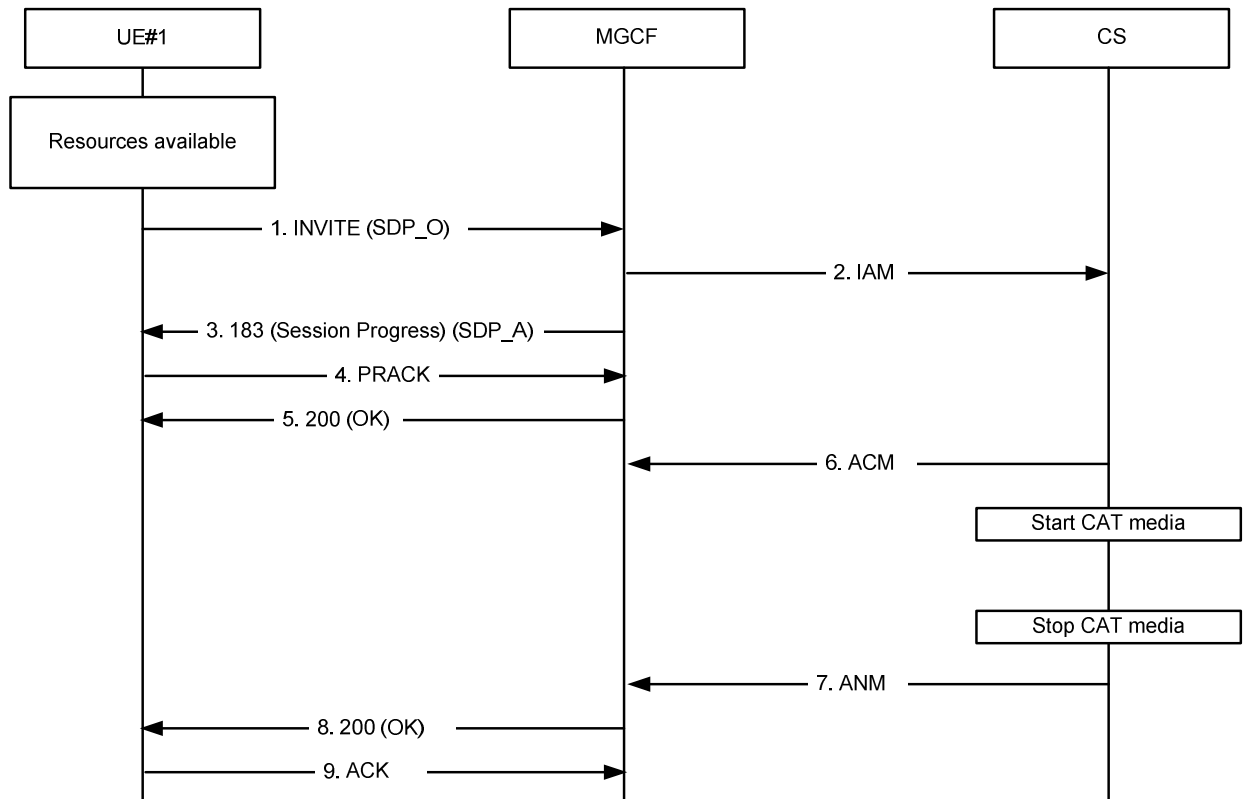 UE#1
MGCF
CS
Resources available
1. INVITE (SDP_O)
2. IAM
3. 183 (Session Progress) (SDP_A)
4. PRACK
5. 200 (OK)
6. ACM
Start CAT media
Stop CAT media
7. ANM
8. 200 (OK)
9. ACK